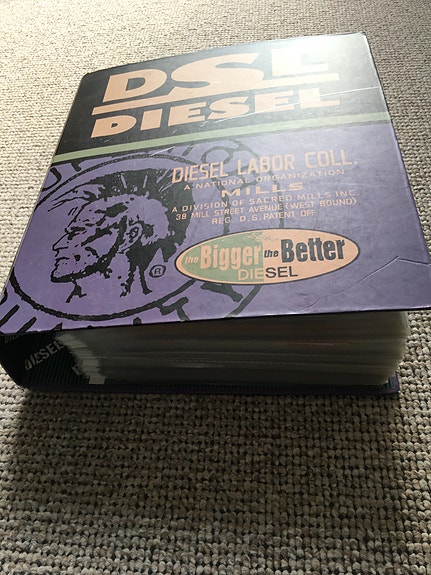 DSL
DIESEL
DIESEL LABOR COLL.
A NATIONAL ORGANIZATION
MILLS
A DIVISION OF SACRED MILLS INC.
38 MILL STREET AVENUE (WEST BOUND)
REG. D.S. PATENT OFF
the Bigger the Better
DIESEL
®
DIESEL